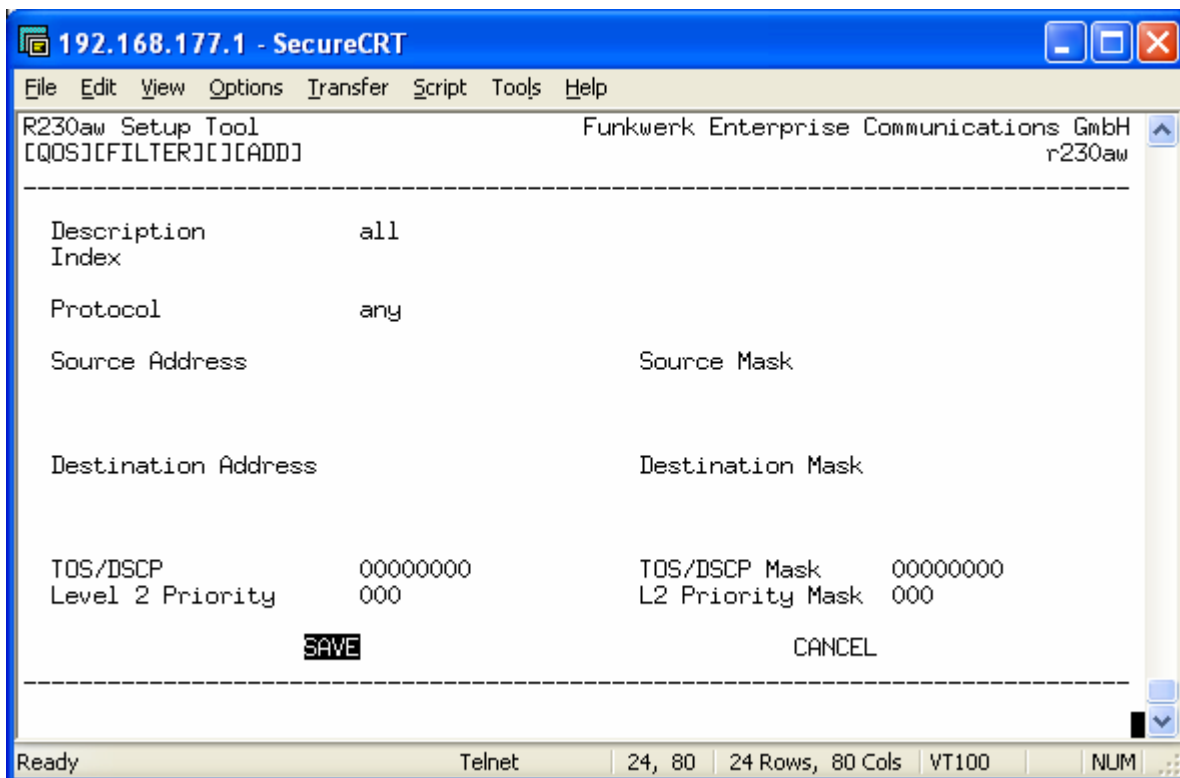 192.168.177.1 - SecureCRT
File Edit View Options Transfer Script Tools Help
R230aw Setup Tool Funkwerk Enterprise Communications GmbH
[QOS][FILTER][][ADD] r230aw
Description all
Index
Protocol any
Source Address Source Mask
Destination Address Destination Mask
TOS/DSCP 00000000 TOS/DSCP Mask 00000000
Level 2 Priority 000 L2 Priority Mask 000
SAVE CANCEL
Ready Telnet 24, 80 24 Rows, 80 Cols VT100 NUM